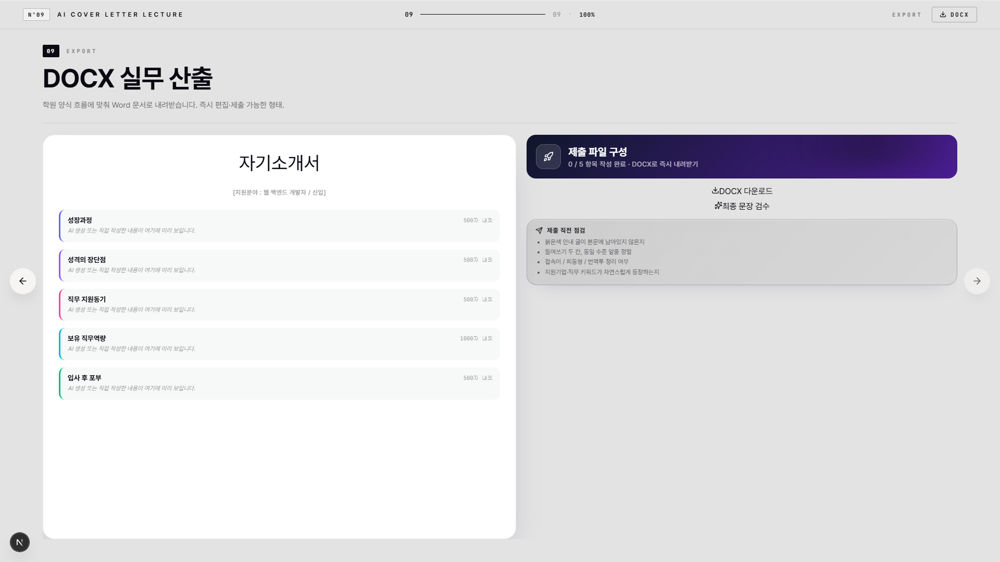 N°09 AI COVER LETTER LECTURE
09 09 · 100%
EXPORT DOCX
09 EXPORT
DOCX 실무 산출
학원 양식 흐름에 맞춰 Word 문서로 내려받습니다. 즉시 편집·제출 가능한 형태.
자기소개서
[지원분야 : 웹 백엔드 개발자 / 신입]
성장과정 500자 내외
AI 생성 또는 직접 작성한 내용이 여기에 미리 보입니다.
성격의 장단점 500자 내외
AI 생성 또는 직접 작성한 내용이 여기에 미리 보입니다.
직무 지원동기 500자 내외
AI 생성 또는 직접 작성한 내용이 여기에 미리 보입니다.
보유 직무역량 1000자 내외
AI 생성 또는 직접 작성한 내용이 여기에 미리 보입니다.
입사 후 포부 500자 내외
AI 생성 또는 직접 작성한 내용이 여기에 미리 보입니다.
제출 파일 구성
0 / 5 항목 작성 완료 · DOCX로 즉시 내려받기
DOCX 다운로드
최종 문장 검수
제출 직전 점검
• 붉은색 안내 글이 본문에 남아있지 않은지
• 들여쓰기 두 칸, 동일 수준 앞줄 정렬
• 접속어 / 피동형 / 번역투 정리 여부
• 지원기업·직무 키워드가 자연스럽게 등장하는지
N